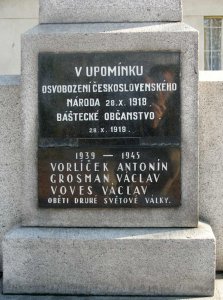 V UPOMÍNKU
OSVOBOZENÍ ČESKOSLOVENSKÉHO
NÁRODA 28. X. 1918
BÁŠTECKÉ OBČANSTVO
28. X. 1919.
1939 — 1945
VORLÍČEK ANTONÍN
GROSMAN VÁCLAV
VOVES VÁCLAV
OBĚTI DRUHÉ SVĚTOVÉ VÁLKY.